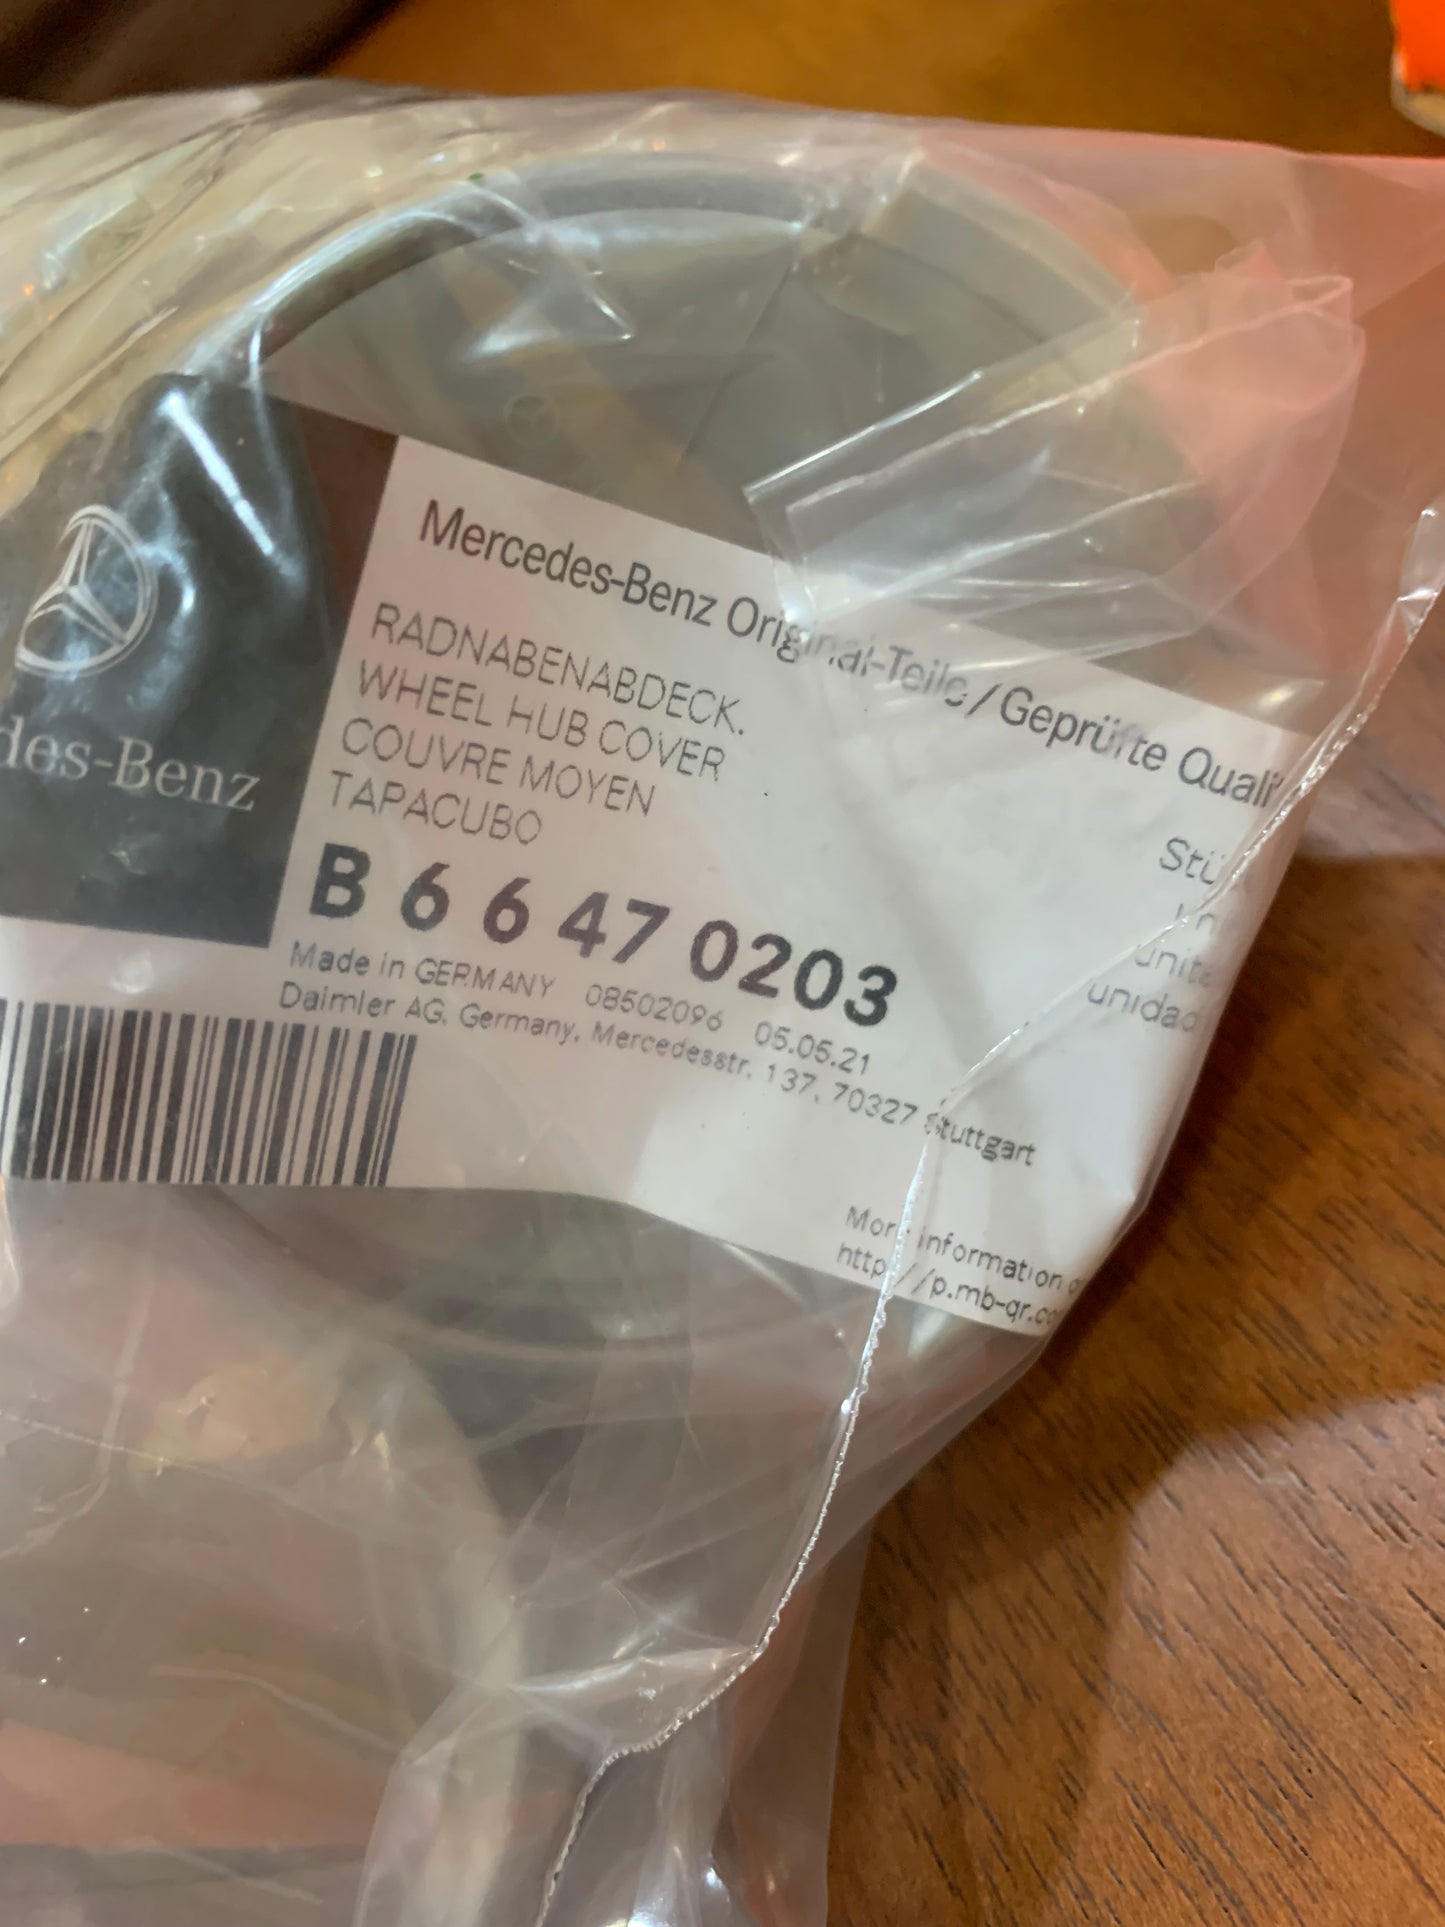 des-Benz
Mercedes-Benz Original-Teile/Geprüfte
RADNABENABDECK.
WHEEL HUB COVER
COUVRE MOYEN
TAPACUBO
B 6 6 47 0203
Made in GERMANY 08502096 05.05.21
Daimler AG, Germany, Mercedesstr. 137, 70327 Stuttgart
unidad
More information
http://p.mb-qr.co